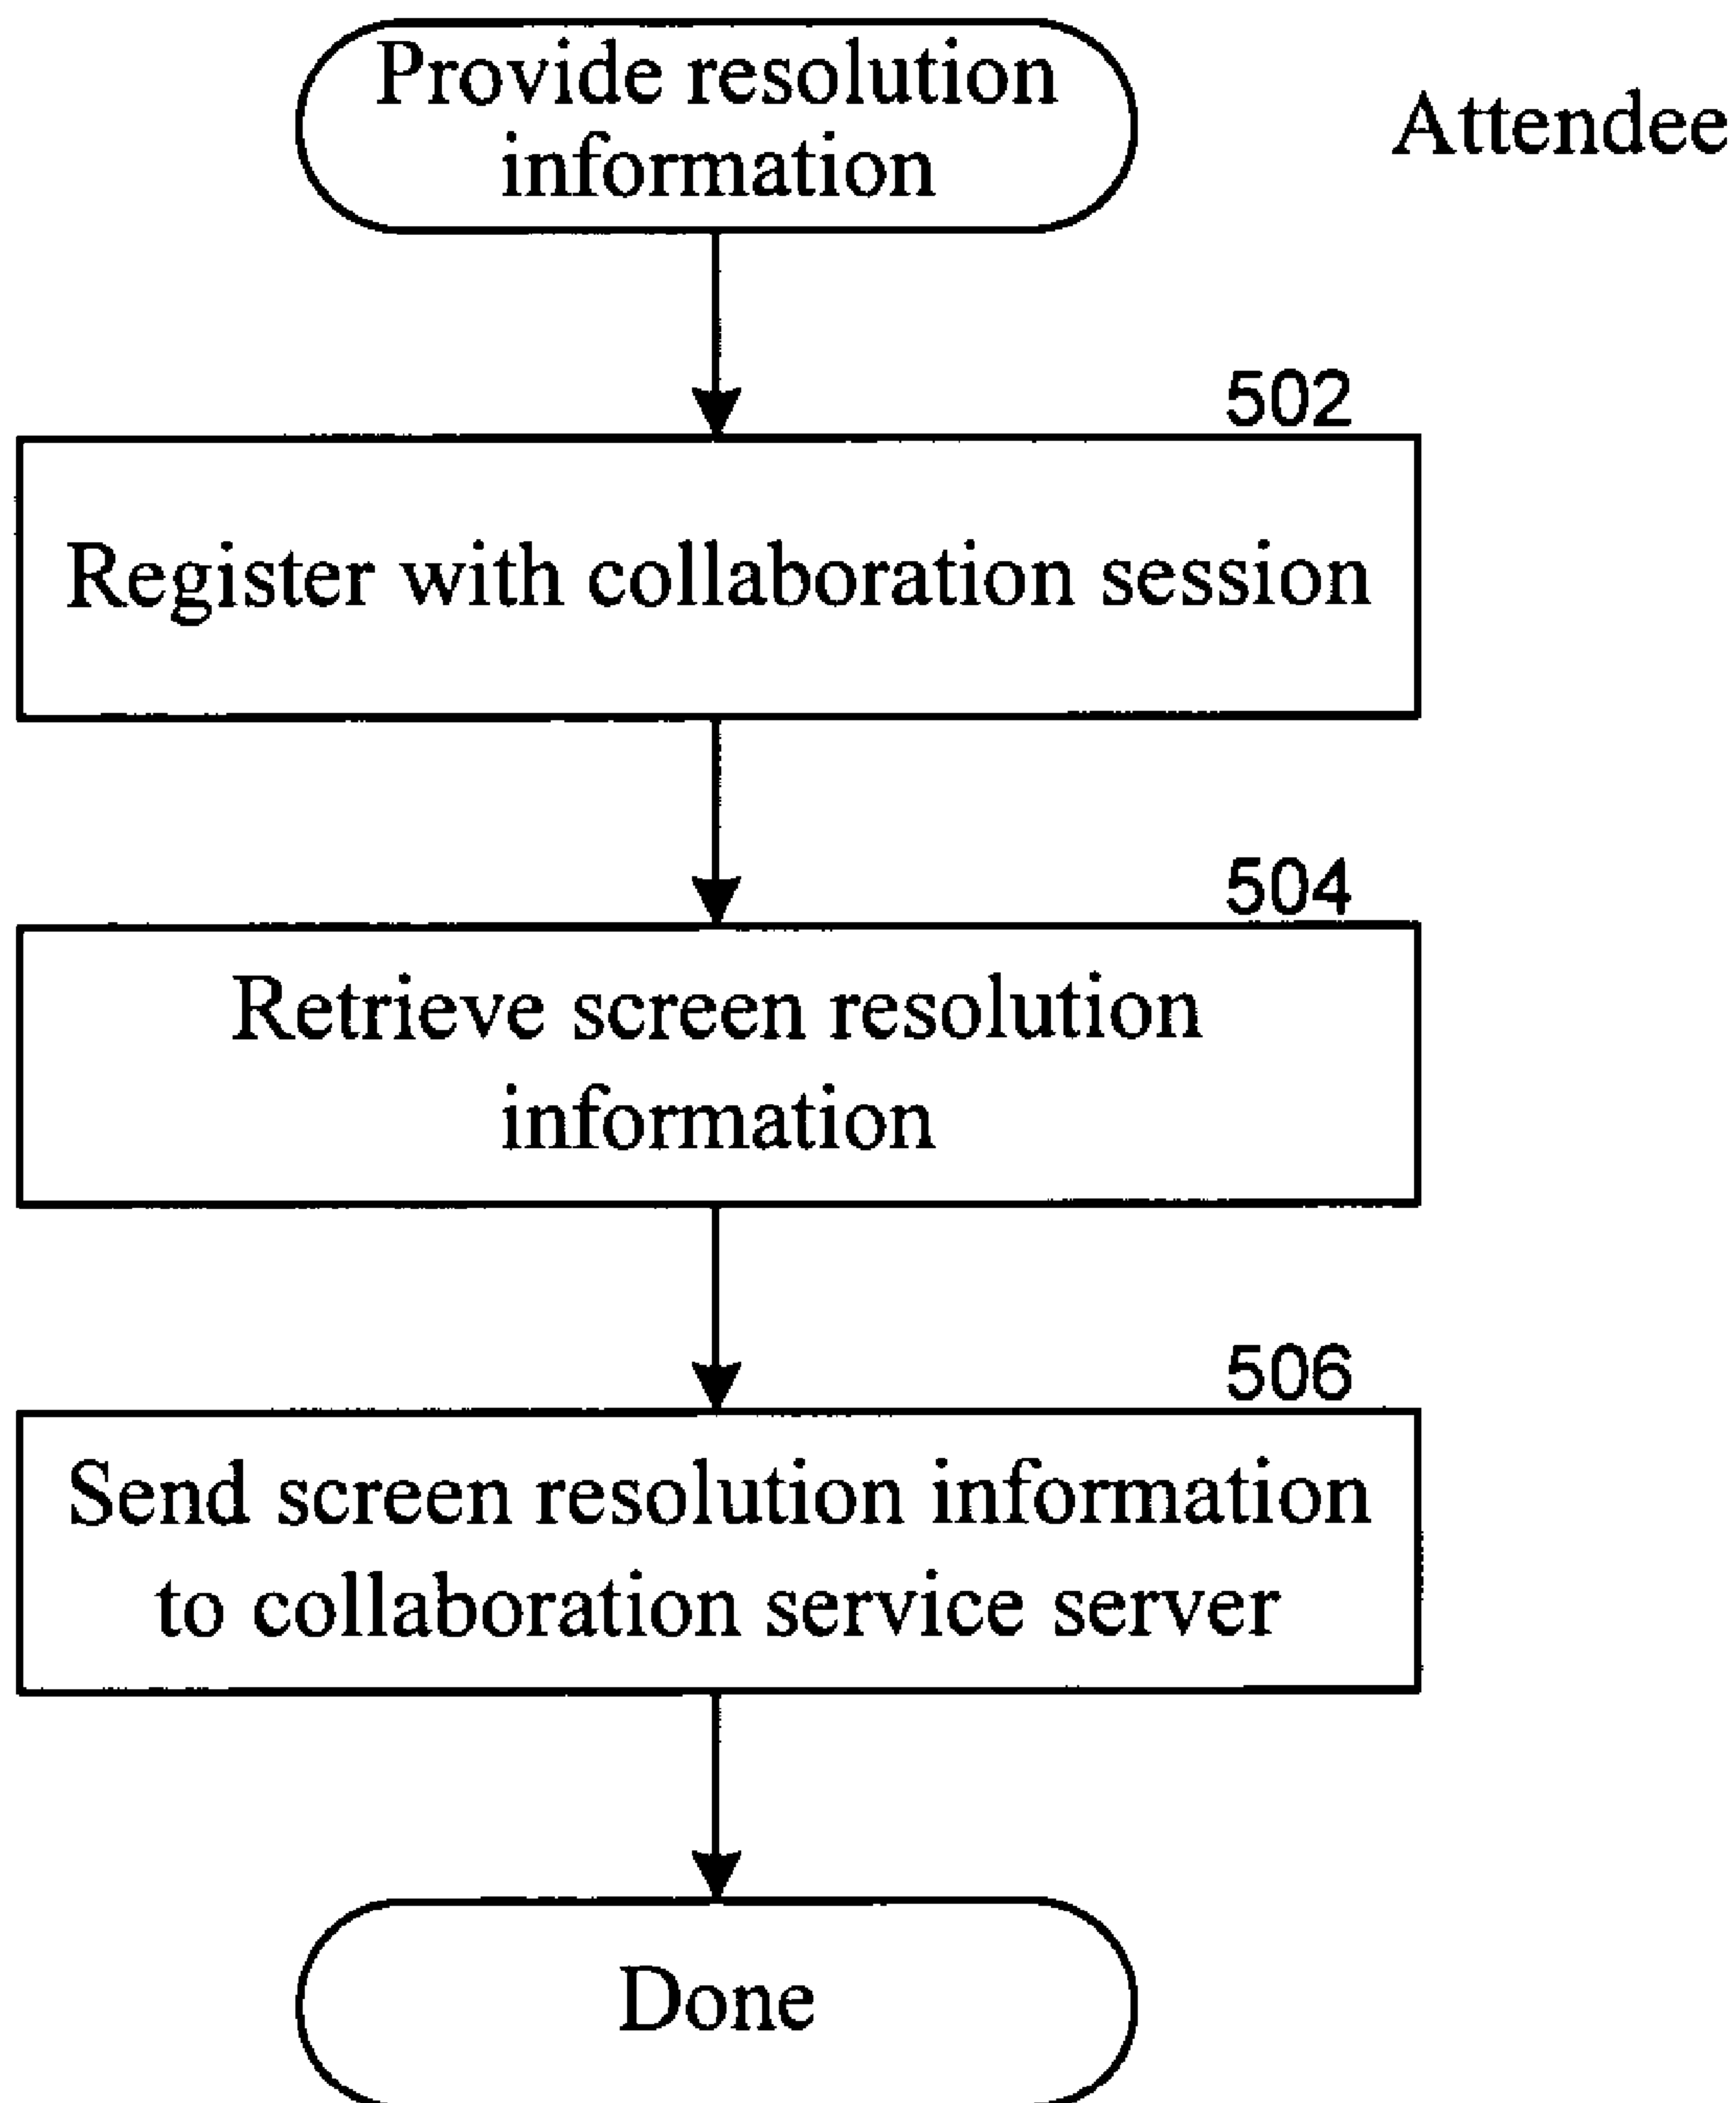 Provide resolution
information
Attendee
502
Register with collaboration session
504
Retrieve screen resolution
information
506
Send screen resolution information
to collaboration service server
Done